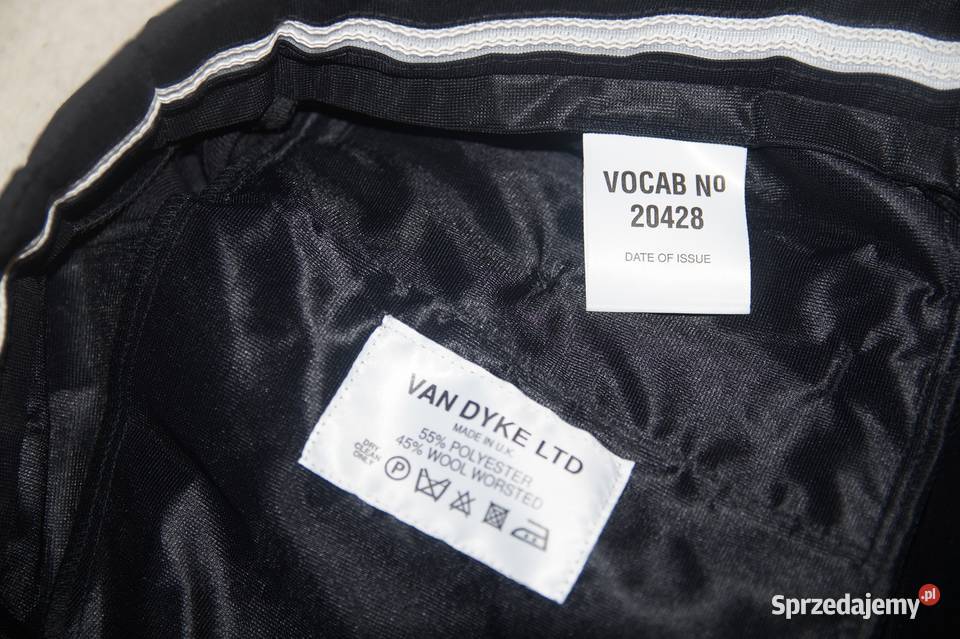 VOCAB Nº
20428
DATE OF ISSUE
VAN DYKE LTD
MADE IN U.K.
55% POLYESTER
45% WOOL WORSTED
DRY
CLEAN
ONLY
P
Sprzedajemy.pl